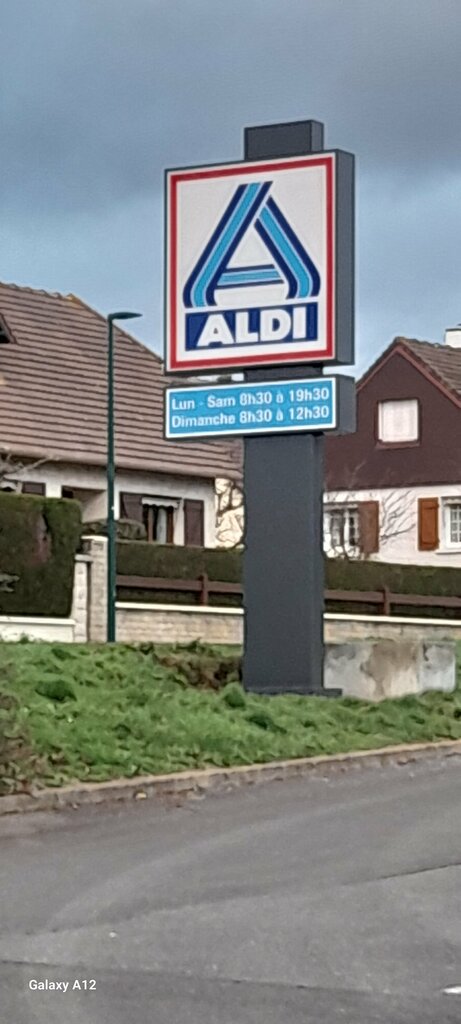 ALDI
Lun - Sam 8h30 à 19h30
Dimanche 8h30 à 12h30
Galaxy A12